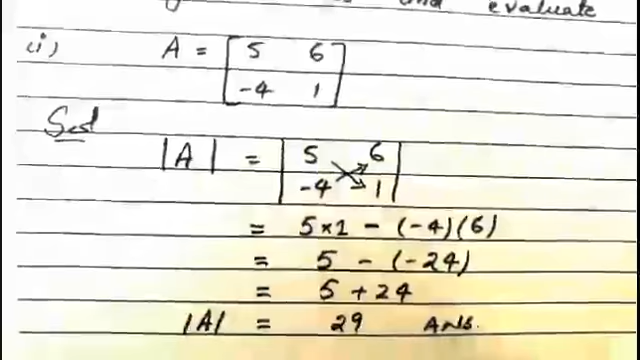 and evaluate
(i) A = [5 6
-4 1]
Sol
|A| = |5 6
-4 1|
= 5×1 - (-4)(6)
= 5 - (-24)
= 5 + 24
|A| = 29 Ans.